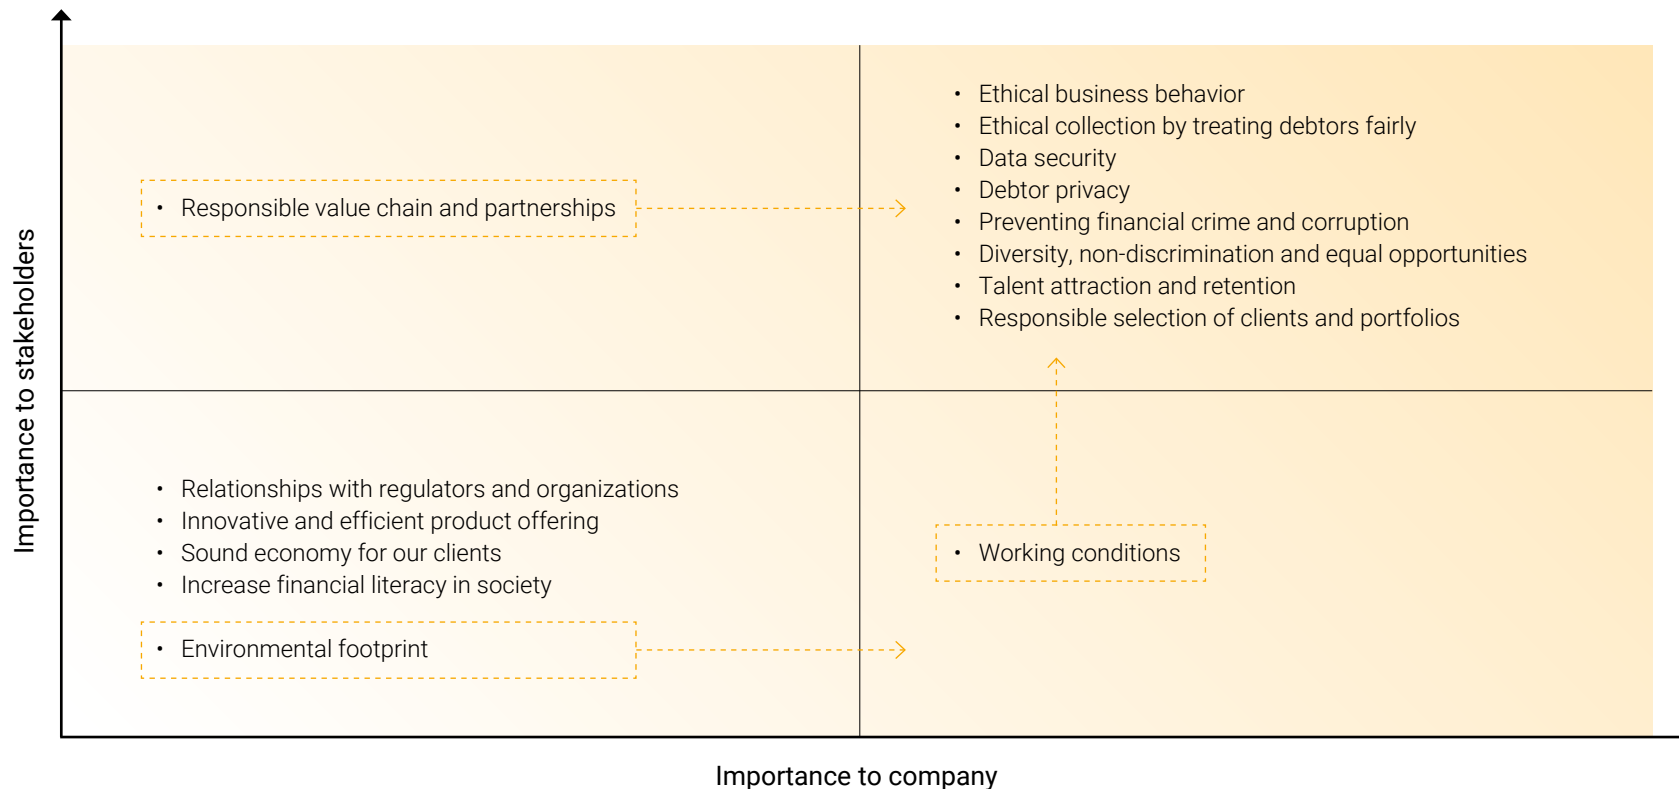 Importance to stakeholders
• Responsible value chain and partnerships
• Ethical business behavior
• Ethical collection by treating debtors fairly
• Data security
• Debtor privacy
• Preventing financial crime and corruption
• Diversity, non-discrimination and equal opportunities
• Talent attraction and retention
• Responsible selection of clients and portfolios
• Relationships with regulators and organizations
• Innovative and efficient product offering
• Sound economy for our clients
• Increase financial literacy in society
• Environmental footprint
• Working conditions
Importance to company